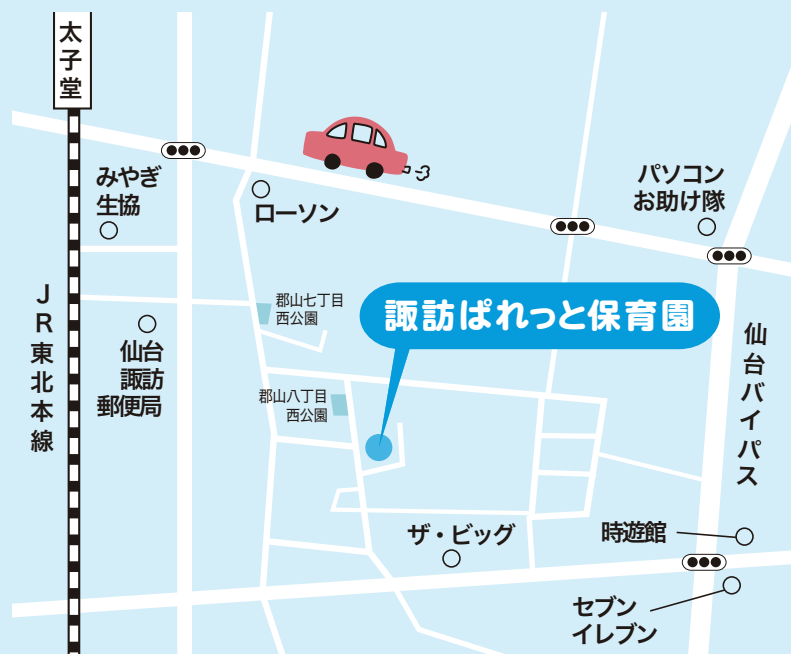 太子堂
みやぎ
生協
ローソン
パソコン
お助け隊
郡山七丁目
西公園
諏訪ぱれっと保育園
JR東北本線
仙台
諏訪
郵便局
仙台バイパス
郡山八丁目
西公園
ザ・ビッグ
時遊館
セブン
イレブン